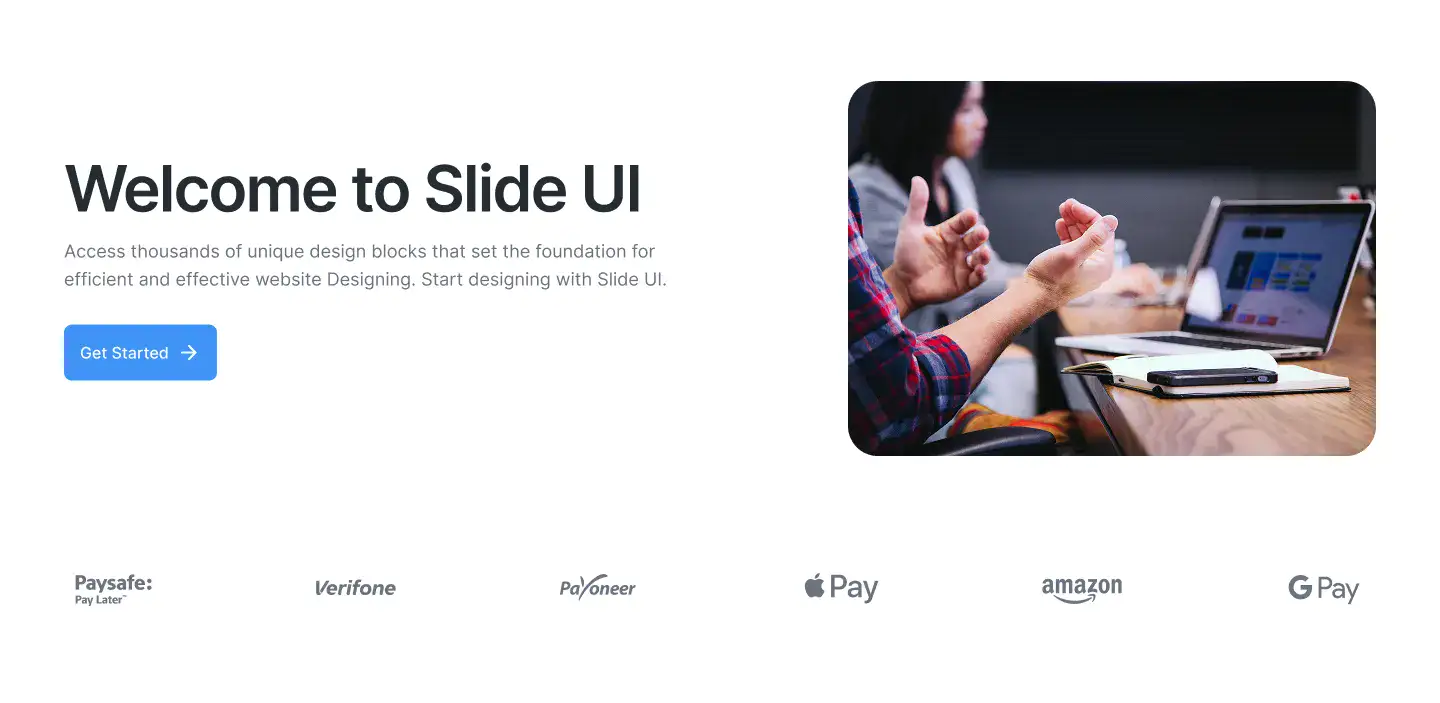 Welcome to Slide UI
Access thousands of unique design blocks that set the foundation for
efficient and effective website Designing. Start designing with Slide UI.
Get Started
Paysafe:
Pay Later™
Verifone
Payoneer
Pay
amazon
G Pay